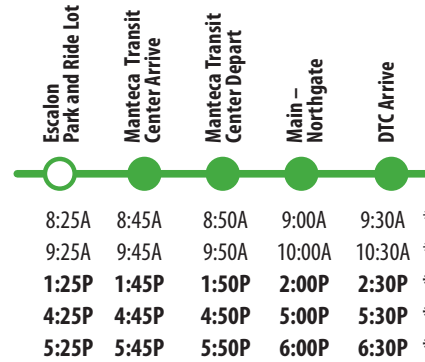 Escalon
Park and Ride Lot
Manteca Transit
Center Arrive
Manteca Transit
Center Depart
Main –
Northgate
DTC Arrive
8:25A 8:45A 8:50A 9:00A 9:30A *
9:25A 9:45A 9:50A 10:00A 10:30A *
1:25P 1:45P 1:50P 2:00P 2:30P *
4:25P 4:45P 4:50P 5:00P 5:30P *
5:25P 5:45P 5:50P 6:00P 6:30P *